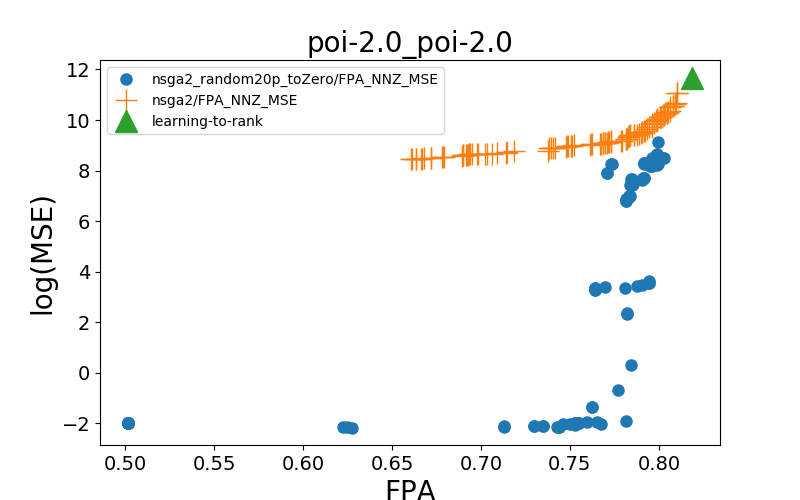 poi-2.0_poi-2.0
nsga2_random20p_toZero/FPA_NNZ_MSE
nsga2/FPA_NNZ_MSE
learning-to-rank
log(MSE)
12
10
8
6
4
2
0
−2
0.50 0.55 0.60 0.65 0.70 0.75 0.80
FPA